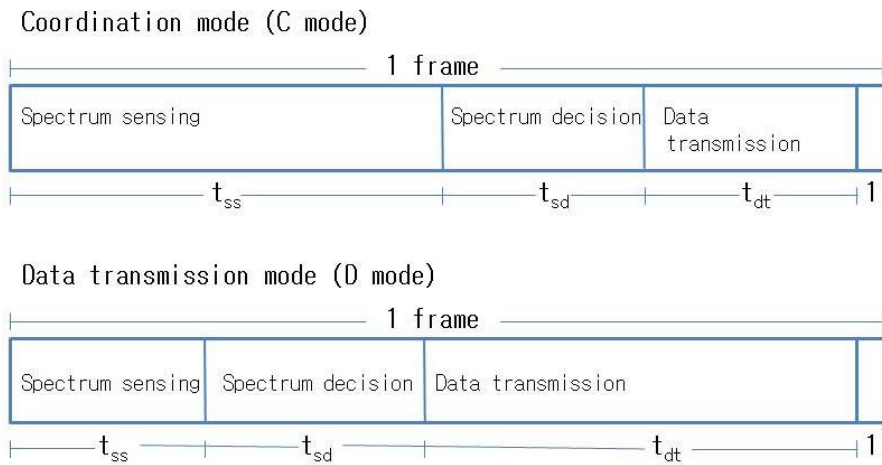 Coordination mode (C mode)
1 frame
Spectrum sensing
Spectrum decision
Data
transmission
tss
tsd
tdt
1
Data transmission mode (D mode)
1 frame
Spectrum sensing
Spectrum decision
Data transmission
tss
tsd
tdt
1